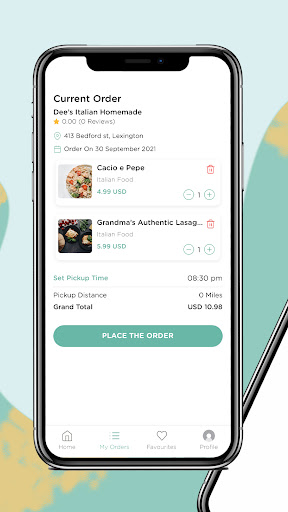 Current Order
Dee's Italian Homemade
0.00 (0 Reviews)
413 Bedford st, Lexington
Order On 30 September 2021
Cacio e Pepe
Italian Food
4.99 USD
1
Grandma's Authentic Lasag...
Italian Food
5.99 USD
1
Set Pickup Time 08:30 pm
Pickup Distance 0 Miles
Grand Total USD 10.98
PLACE THE ORDER
Home My Orders Favourites Profile